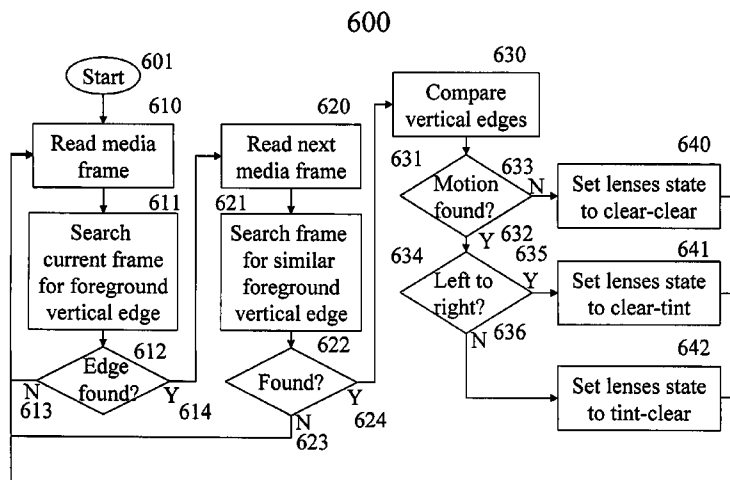 600
601
Start
610
Read media
frame
611
Search
current frame
for foreground
vertical edge
612
Edge
found?
N
613
Y
614
620
Read next
media frame
621
Search frame
for similar
foreground
vertical edge
622
Found?
Y
624
N
623
630
Compare
vertical edges
631
Motion
found?
633
N
632
Y
634
Left to
right?
635
Y
636
N
640
Set lenses state
to clear-clear
641
Set lenses state
to clear-tint
642
Set lenses state
to tint-clear